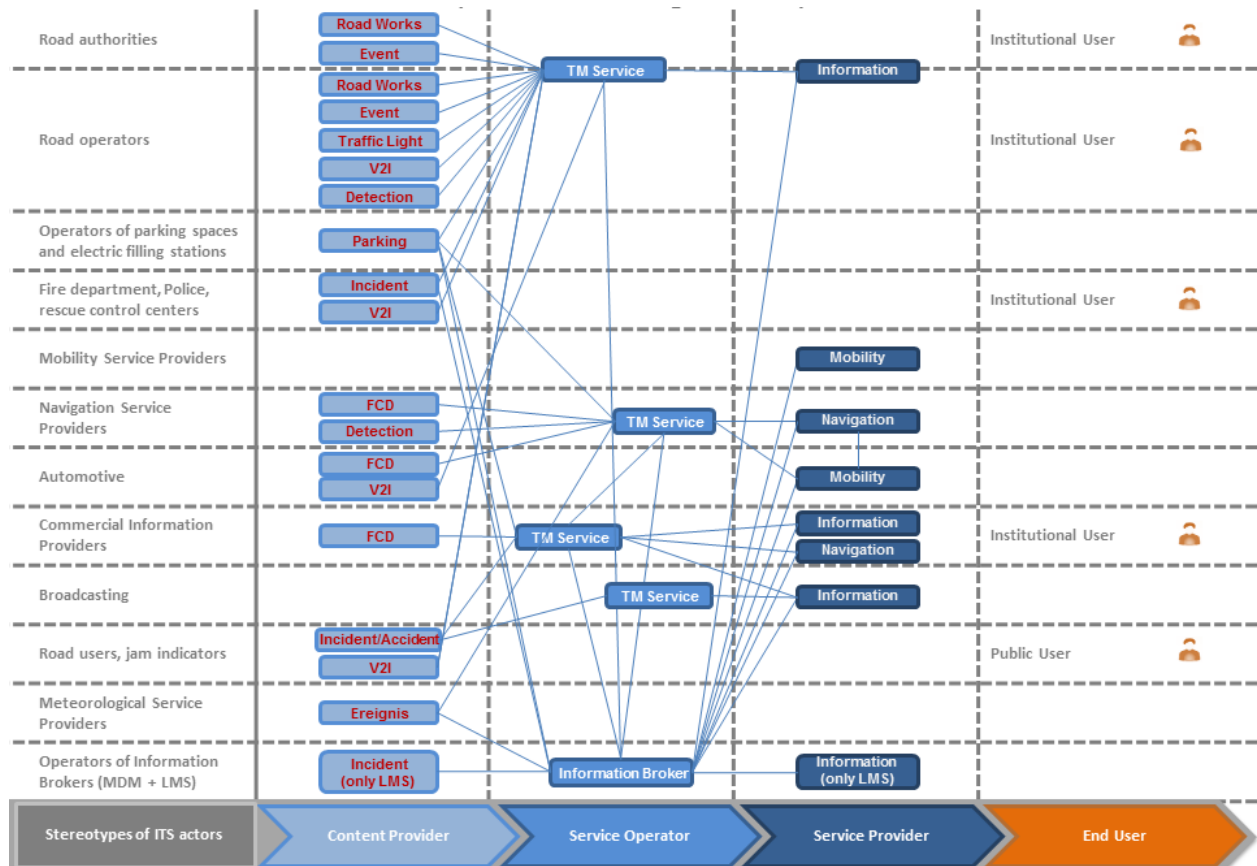 Road authorities
Road Works
Event
TM Service
Information
Institutional User
Road operators
Road Works
Event
Traffic Light
V2I
Detection
Institutional User
Operators of parking spaces
and electric filling stations
Parking
Fire department, Police,
rescue control centers
Incident
V2I
Institutional User
Mobility Service Providers
Mobility
Navigation Service
Providers
FCD
Detection
TM Service
Navigation
Automotive
FCD
V2I
Mobility
Commercial Information
Providers
FCD
TM Service
Information
Navigation
Institutional User
Broadcasting
TM Service
Information
Road users, jam indicators
Incident/Accident
V2I
Public User
Meteorological Service
Providers
Ereignis
Operators of Information
Brokers (MDM + LMS)
Incident
(only LMS)
Information Broker
Information
(only LMS)
Stereotypes of ITS actors
Content Provider
Service Operator
Service Provider
End User